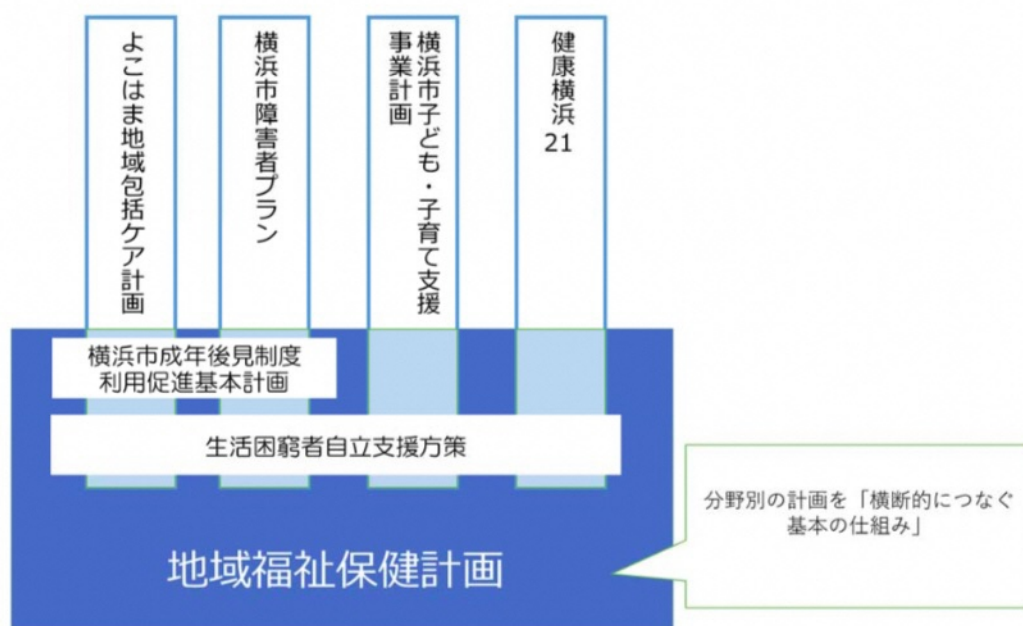 よこはま地域包括ケア計画
横浜市障害者プラン
横浜市子ども・子育て支援
事業計画
健康横浜
21
横浜市成年後見制度
利用促進基本計画
生活困窮者自立支援方策
分野別の計画を「横断的につなぐ
基本の仕組み」
地域福祉保健計画